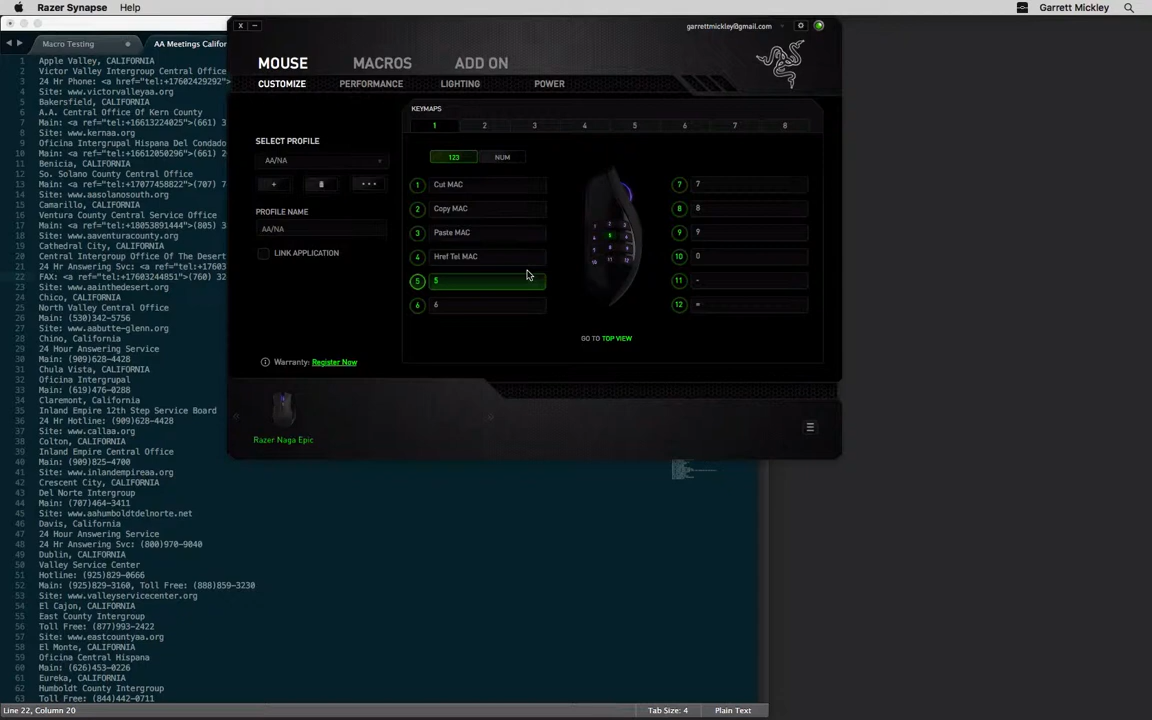 Razer Synapse Help Garrett Mickley
garrettmickley@gmail.com
Macro Testing AA Meetings Califor
MOUSE MACROS ADD ON
CUSTOMIZE PERFORMANCE LIGHTING POWER
KEYMAPS
1 2 3 4 5 6 7 8
SELECT PROFILE
AA/NA
+ •••
PROFILE NAME
AA/NA
LINK APPLICATION
Warranty: Register Now
123 NUM
1 Cut MAC
2 Copy MAC
3 Paste MAC
4 Href Tel MAC
5 5
6 6
7 7
8 8
9 9
10 0
11 -
12 =
GO TO TOP VIEW
Razer Naga Epic
1 Apple Valley, CALIFORNIA
2 Victor Valley Intergroup Central Office
3 24 Hr Phone: <a href="tel:+17602429292">
4 Site: www.victorvalleyaa.org
5 Bakersfield, CALIFORNIA
6 A.A. Central Office Of Kern County
7 Main: <a ref="tel:+16613224025">(661) 3
8 Site: www.kernaa.org
9 Oficina Intergrupal Hispana Del Condado
10 Main: <a ref="tel:+16612050296">(661) 2
11 Benicia, CALIFORNIA
12 So. Solano County Central Office
13 Main: <a ref="tel:+17077458822">(707) 7
14 Site: www.aasolanosouth.org
15 Camarillo, CALIFORNIA
16 Ventura County Central Service Office
17 Main: <a ref="tel:+18053891444">(805) 3
18 Site: www.aaventuracounty.org
19 Cathedral City, CALIFORNIA
20 Central Intergroup Office Of The Desert
21 24 Hr Answering Svc: <a ref="tel:+17603
22 FAX: <a ref="tel:+17603244851">(760) 32
23 Site: www.aainthedesert.org
24 Chico, CALIFORNIA
25 North Valley Central Office
26 Main: (530)342-5756
27 Site: www.aabutte-glenn.org
28 Chino, California
29 24 Hour Answering Service
30 Main: (909)628-4428
31 Chula Vista, CALIFORNIA
32 Oficina Intergrupal
33 Main: (619)476-0288
34 Claremont, California
35 Inland Empire 12th Step Service Board
36 24 Hr Hotline: (909)628-4428
37 Site: www.callaa.org
38 Colton, CALIFORNIA
39 Inland Empire Central Office
40 Main: (909)825-4700
41 Site: www.inlandempireaa.org
42 Crescent City, CALIFORNIA
43 Del Norte Intergroup
44 Main: (707)464-3411
45 Site: www.aahumboldtdelnorte.net
46 Davis, California
47 24 Hour Answering Service
48 24 Hr Answering Svc: (800)970-9040
49 Dublin, CALIFORNIA
50 Valley Service Center
51 Hotline: (925)829-0666
52 Main: (925)829-3160, Toll Free: (888)859-3230
53 Site: www.valleyservicecenter.org
54 El Cajon, CALIFORNIA
55 East County Intergroup
56 Toll Free: (877)993-2422
57 Site: www.eastcountyaa.org
58 El Monte, CALIFORNIA
59 Oficina Central Hispana
60 Main: (626)453-0226
61 Eureka, CALIFORNIA
62 Humboldt County Intergroup
63 Toll Free: (844)442-0711
Line 22, Column 20 Tab Size: 4 Plain Text